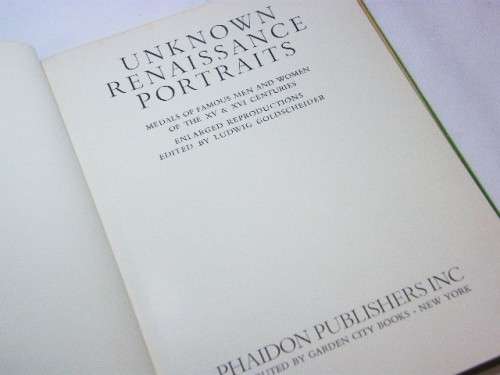 UNKNOWN
RENAISSANCE
PORTRAITS
MEDALS OF FAMOUS MEN AND WOMEN
OF THE XV & XVI CENTURIES
ENLARGED REPRODUCTIONS
EDITED BY LUDWIG GOLDSCHEIDER
PHAIDON PUBLISHERS INC
BY GARDEN CITY BOOKS · NEW YORK